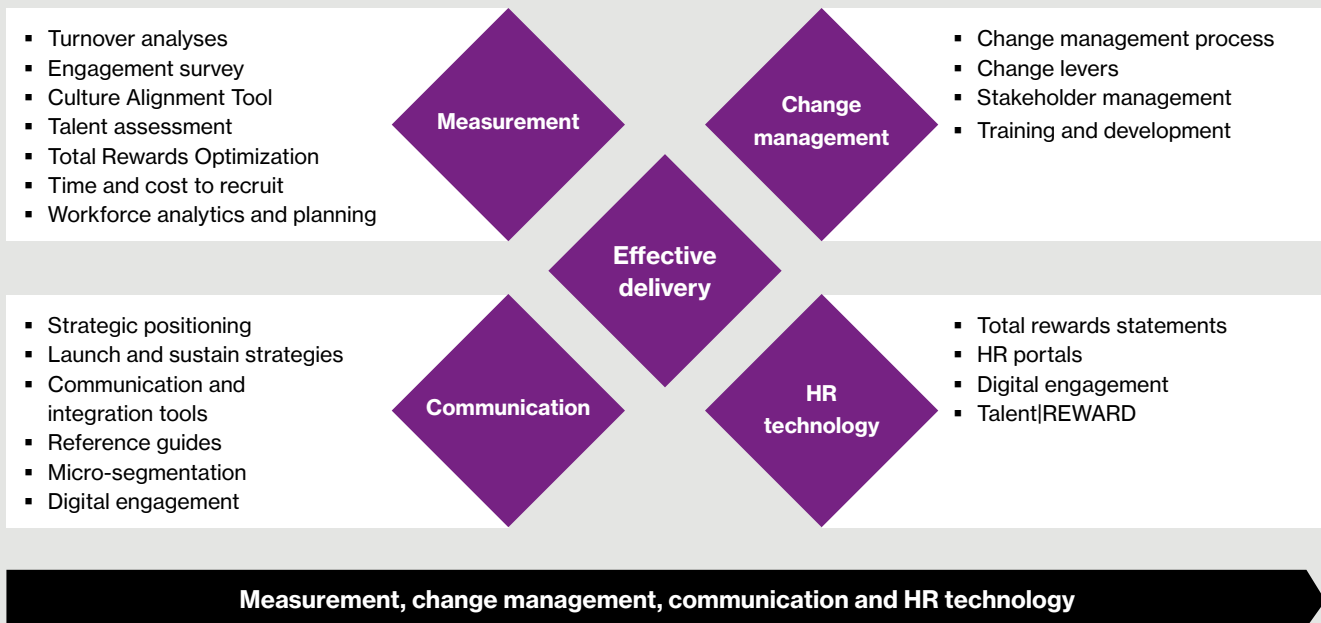 ▪ Turnover analyses
▪ Engagement survey
▪ Culture Alignment Tool
▪ Talent assessment
▪ Total Rewards Optimization
▪ Time and cost to recruit
▪ Workforce analytics and planning
Measurement
Change
management
▪ Change management process
▪ Change levers
▪ Stakeholder management
▪ Training and development
Effective
delivery
▪ Strategic positioning
▪ Launch and sustain strategies
▪ Communication and
integration tools
▪ Reference guides
▪ Micro-segmentation
▪ Digital engagement
Communication
HR
technology
▪ Total rewards statements
▪ HR portals
▪ Digital engagement
▪ Talent|REWARD
Measurement, change management, communication and HR technology